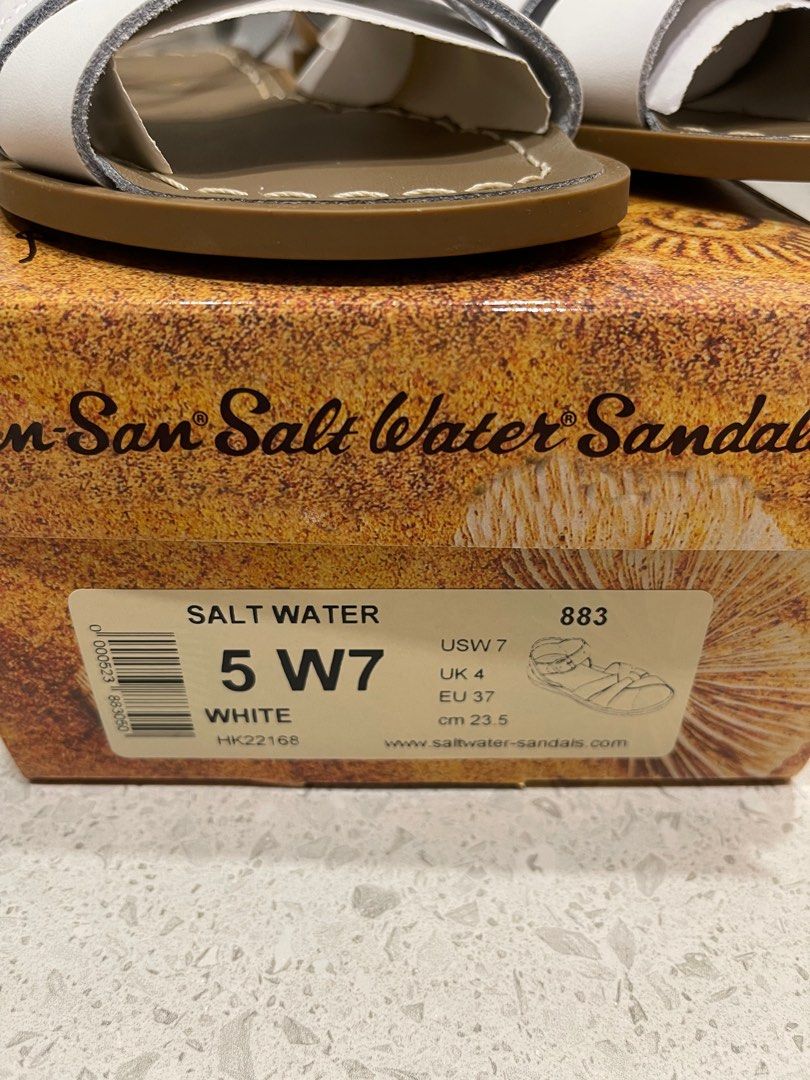 n-San® Salt Water® Sandal
SALT WATER
883
5 W7
WHITE
HK22168
USW 7
UK 4
EU 37
cm 23.5
www.saltwater-sandals.com
0 000523 883050